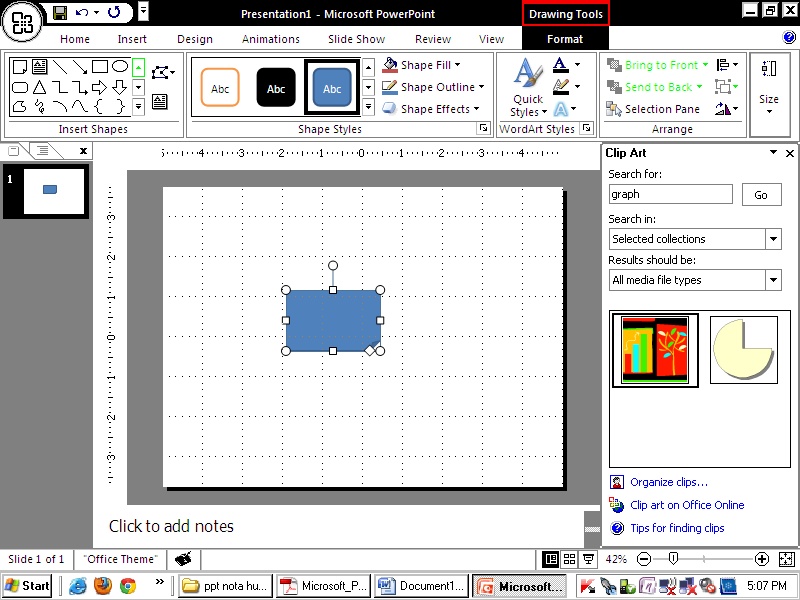 Presentation1 - Microsoft PowerPoint
Drawing Tools
Home Insert Design Animations Slide Show Review View Format
Abc Abc Abc
Shape Fill
Shape Outline
Shape Effects
Quick
Styles
A
A
A
Bring to Front
Send to Back
Selection Pane
Size
Insert Shapes
Shape Styles
WordArt Styles
Arrange
1
5 4 3 2 1 0 1 2 3 4
3
2
1
0
1
2
3
Clip Art
Search for:
graph
Go
Search in:
Selected collections
Results should be:
All media file types
Organize clips...
Clip art on Office Online
Tips for finding clips
Click to add notes
Slide 1 of 1
"Office Theme"
42%
Start
»
ppt nota hu...
Microsoft_P...
Document1...
Microsoft...
5:07 PM